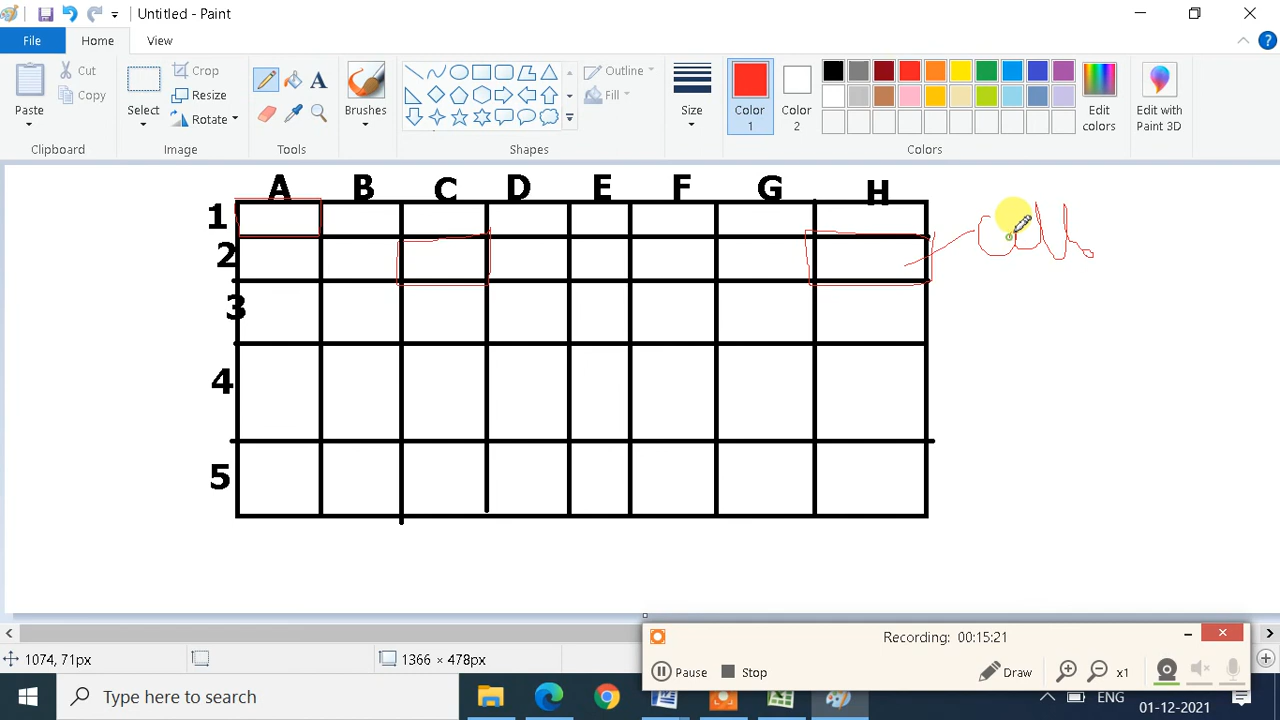 Untitled - Paint
File
Home
View
Paste
Cut
Copy
Clipboard
Select
Crop
Resize
Rotate
Image
A
Tools
Brushes
Outline
Fill
Shapes
Size
Color 1
Color 2
Edit colors
Colors
Edit with Paint 3D
A B C D E F G H
1
2
3
4
5
Cell
Recording: 00:15:21
Pause
Stop
Draw
x1
1074, 71px
1366 × 478px
Type here to search
ENG
01-12-2021